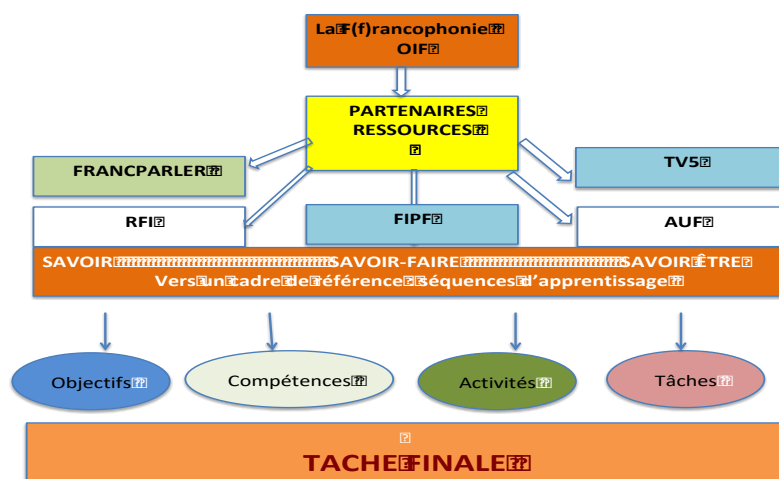 La F(f)rancophonie
OIF
PARTENAIRES
RESSOURCES
FRANCPARLER
TV5
RFI
FIPF
AUF
SAVOIR SAVOIR-FAIRE SAVOIR ÊTRE
Vers un cadre de référence séquences d'apprentissage
Objectifs
Compétences
Activités
Tâches
TACHE FINALE